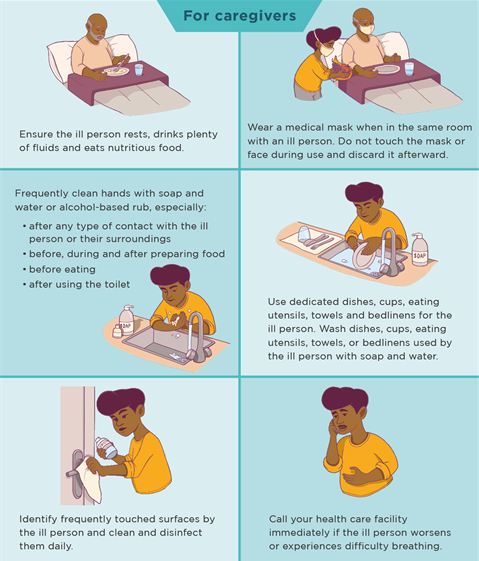 For caregivers
Ensure the ill person rests, drinks plenty
of fluids and eats nutritious food.
Wear a medical mask when in the same room
with an ill person. Do not touch the mask or
face during use and discard it afterward.
Frequently clean hands with soap and
water or alcohol-based rub, especially:
• after any type of contact with the ill
person or their surroundings
• before, during and after preparing food
• before eating
• after using the toilet
SOAP
SOAP
Use dedicated dishes, cups, eating
utensils, towels and bedlinens for the
ill person. Wash dishes, cups, eating
utensils, towels, or bedlinens used by
the ill person with soap and water.
Identify frequently touched surfaces by
the ill person and clean and disinfect
them daily.
Call your health care facility
immediately if the ill person worsens
or experiences difficulty breathing.